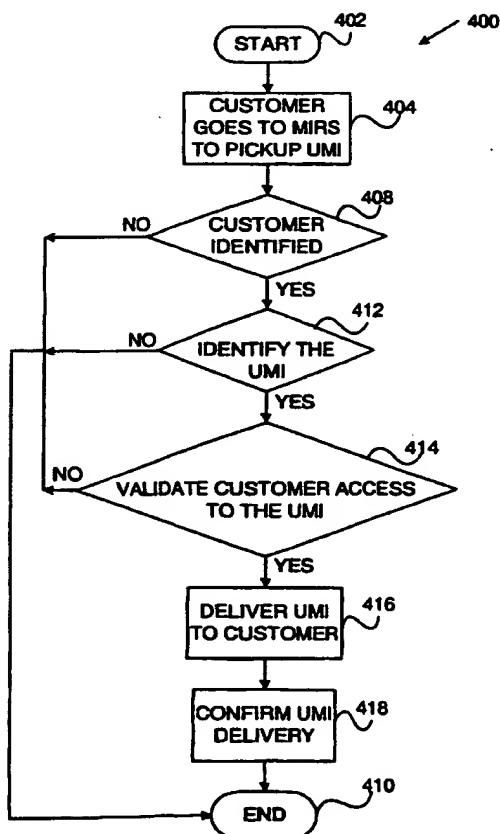 402
400
START
CUSTOMER
GOES TO MIRS
TO PICKUP UMI
404
408
NO
CUSTOMER
IDENTIFIED
YES
412
NO
IDENTIFY THE
UMI
YES
414
NO
VALIDATE CUSTOMER ACCESS
TO THE UMI
YES
DELIVER UMI
TO CUSTOMER
416
CONFIRM UMI
DELIVERY
418
END
410